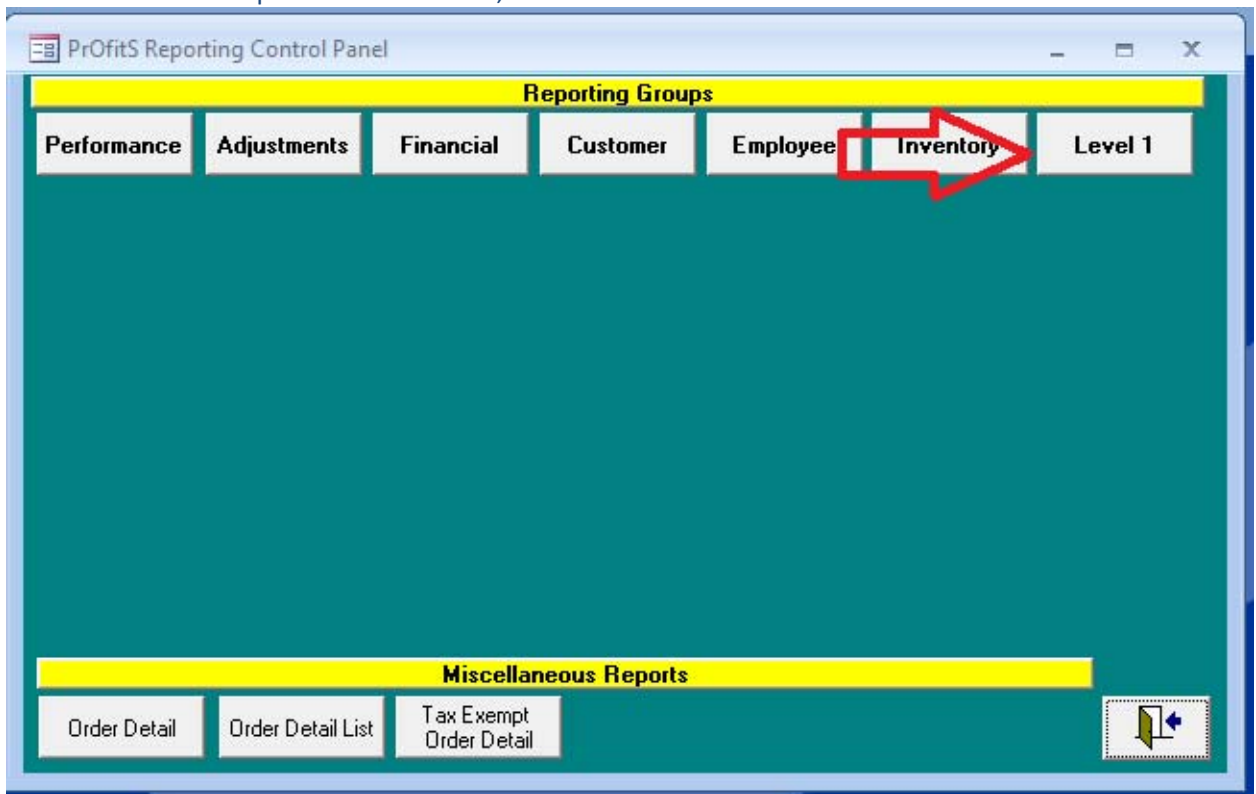 PrOfitS Reporting Control Panel
Reporting Groups
Performance Adjustments Financial Customer Employee Inventory Level 1
Miscellaneous Reports
Order Detail Order Detail List Tax Exempt
Order Detail